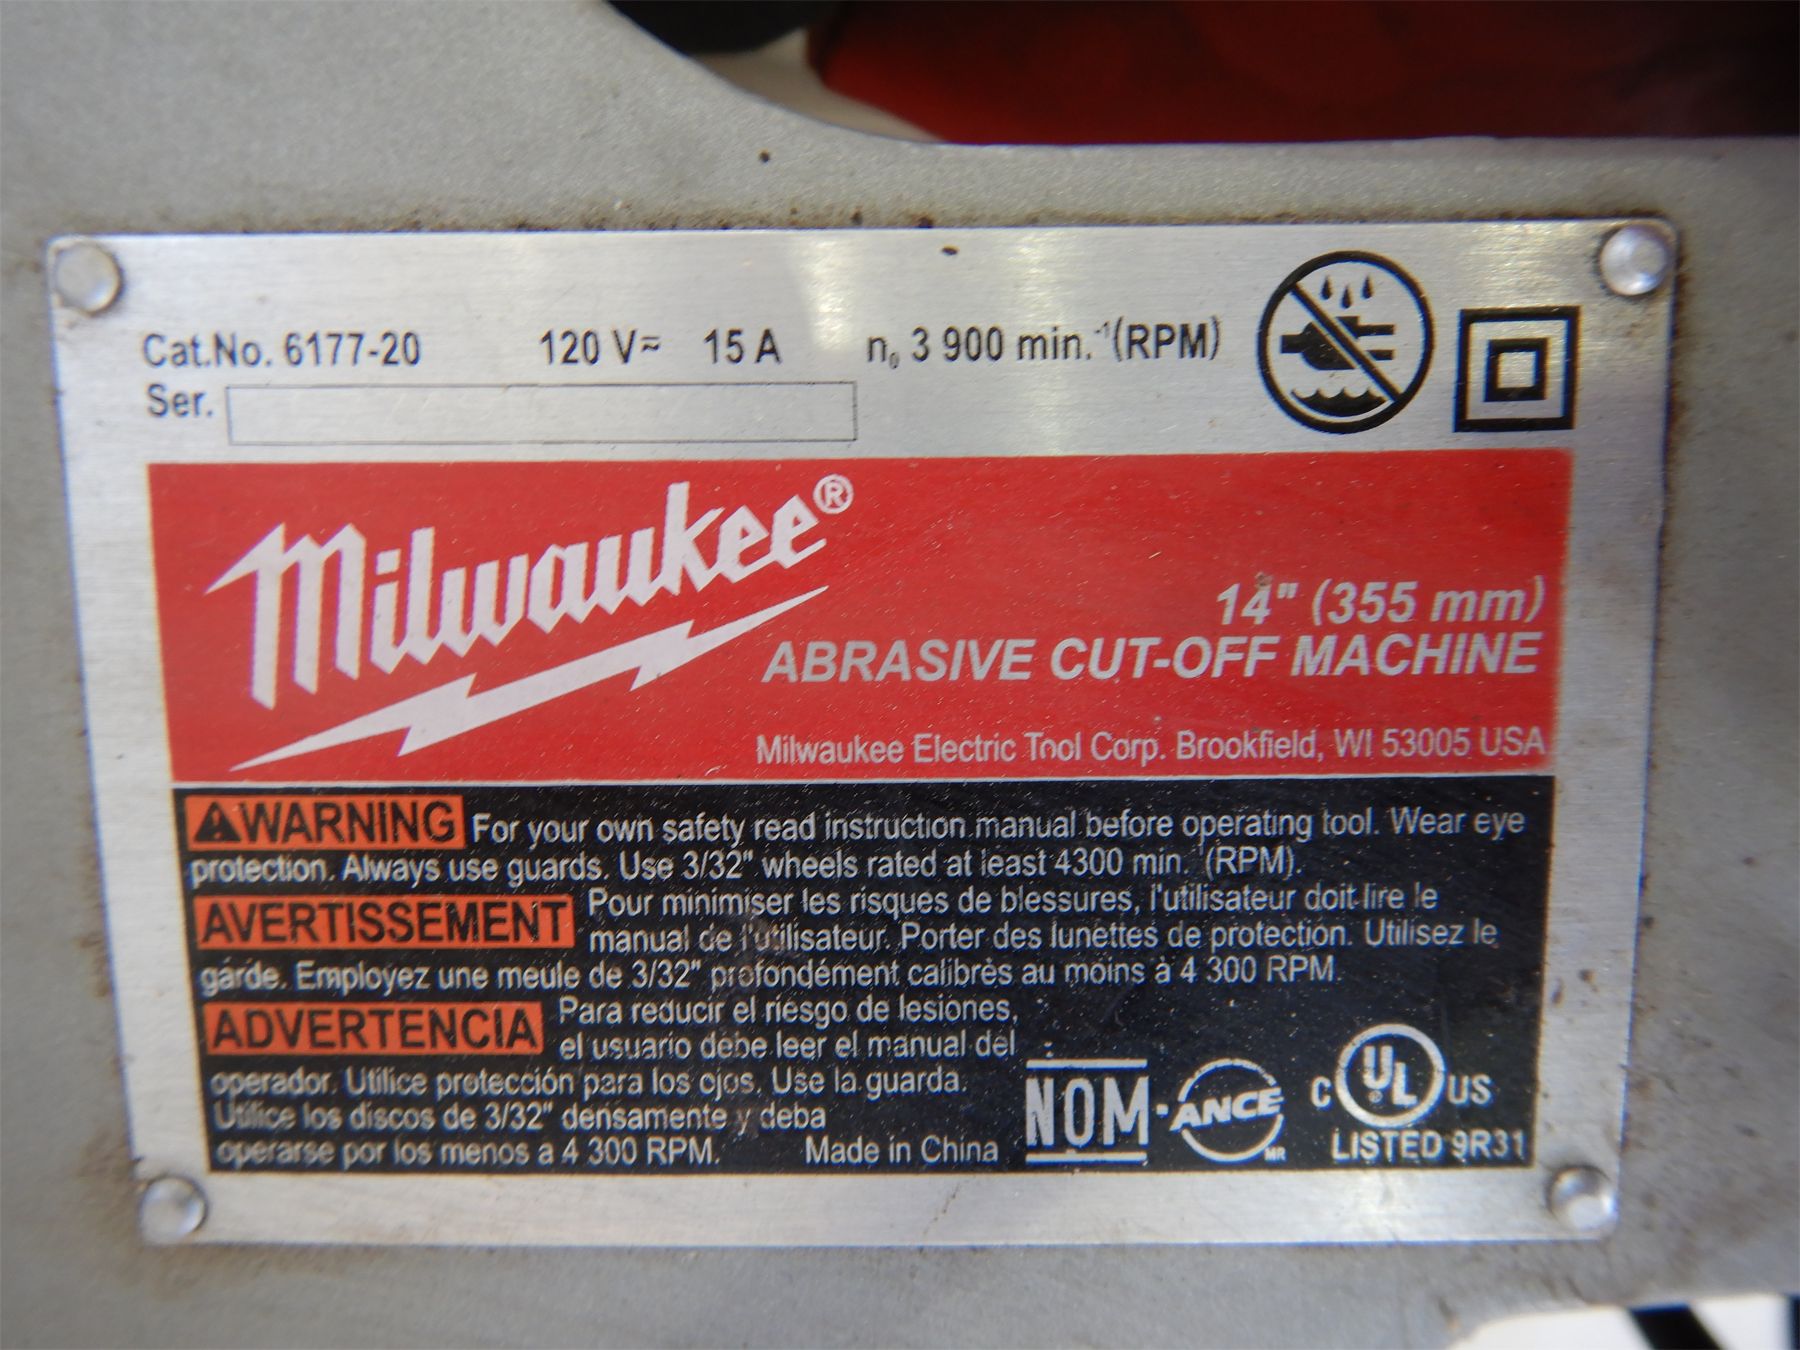 Cat.No. 6177-20 120 V≂ 15 A n₀ 3 900 min.⁻¹(RPM)
Ser.
Milwaukee®
14" (355 mm)
ABRASIVE CUT-OFF MACHINE
Milwaukee Electric Tool Corp. Brookfield, WI 53005 USA
WARNING For your own safety read instruction manual before operating tool. Wear eye
protection. Always use guards. Use 3/32" wheels rated at least 4300 min. (RPM).
AVERTISSEMENT Pour minimiser les risques de blessures, l'utilisateur doit lire le
manual de l'utilisateur. Porter des lunettes de protection. Utilisez le
garde. Employez une meule de 3/32" profondément calibrès au moins à 4 300 RPM.
ADVERTENCIA Para reducir el riesgo de lesiones,
el usuario debe leer el manual del
operador. Utilice protección para los ojos. Use la guarda.
Utilice los discos de 3/32" densamente y deba
operarse por los menos a 4 300 RPM. Made in China
NOM-ANCE MR
C UL® US
LISTED 9R31